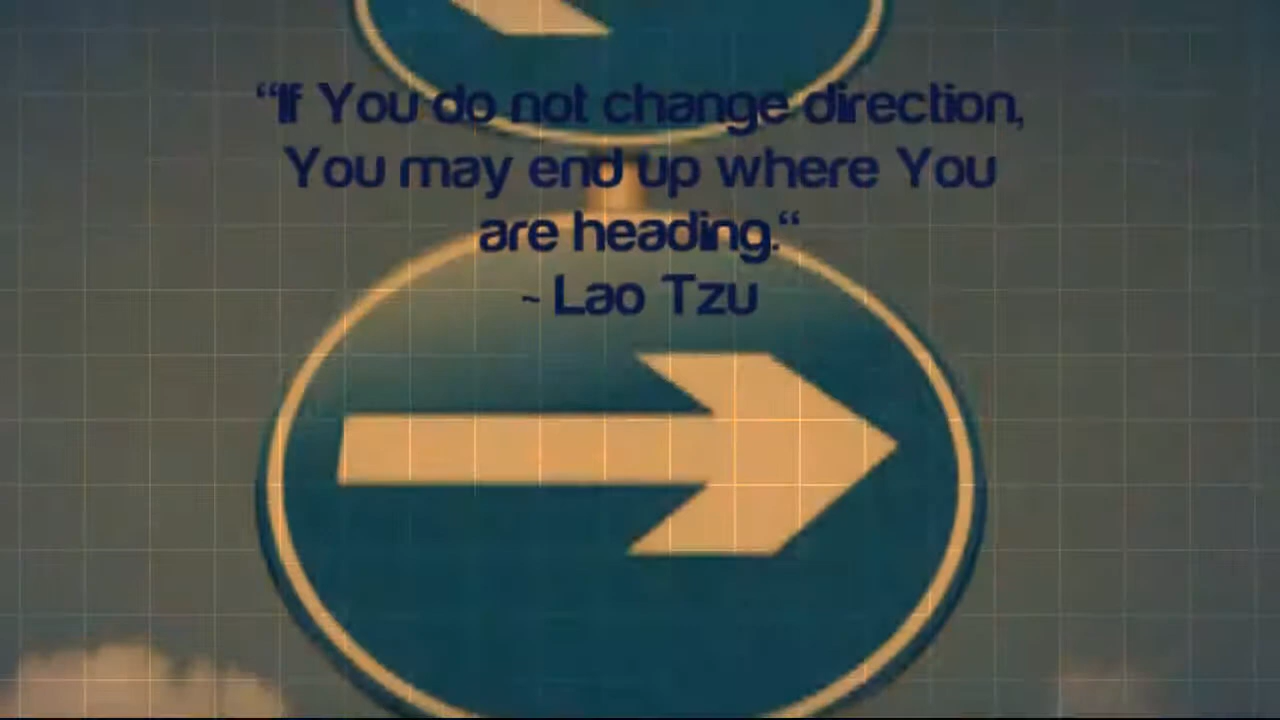 “If You do not change direction,
You may end up where You
are heading.“
~ Lao Tzu